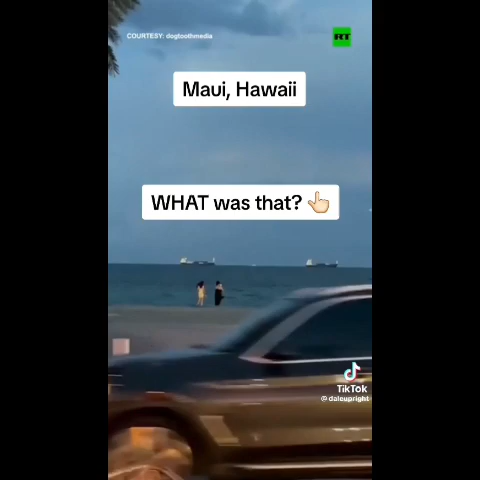 COURTESY: dogtoothmedia
RT
Maui, Hawaii
WHAT was that? 👆🏻
TikTok
@daleupright